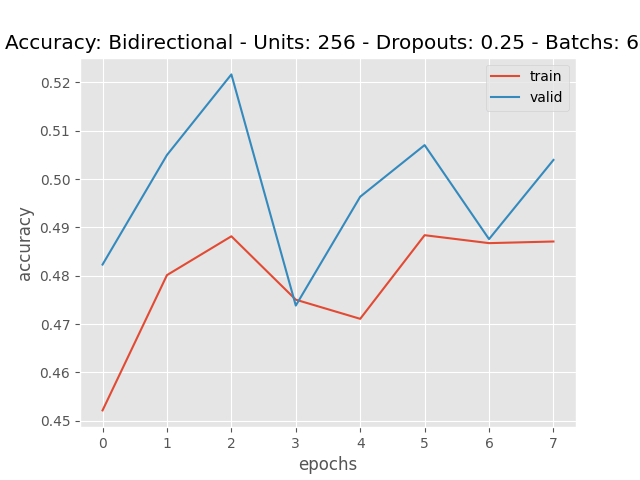 Accuracy: Bidirectional - Units: 256 - Dropouts: 0.25 - Batchs: 6
train
valid
0.52
0.51
0.50
0.49
0.48
0.47
0.46
0.45
accuracy
0 1 2 3 4 5 6 7
epochs